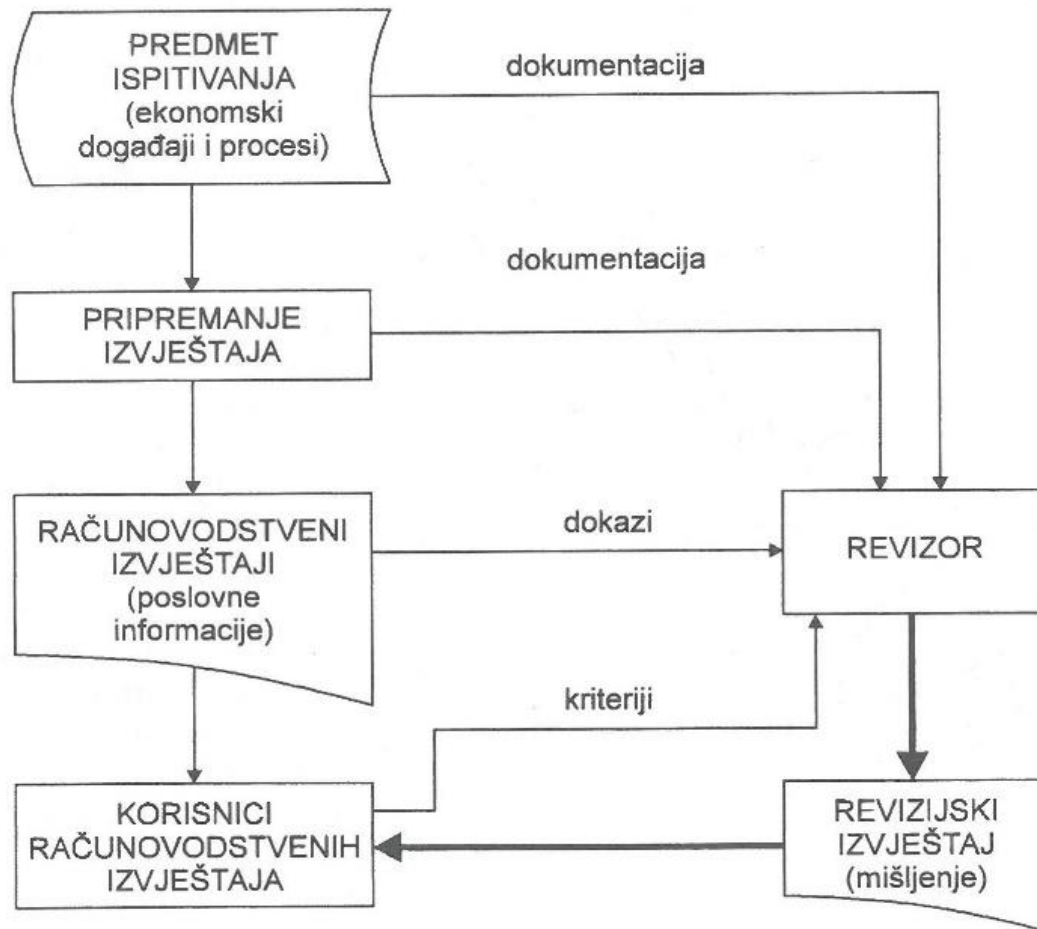 PREDMET
ISPITIVANJA
(ekonomski
događaji i procesi)
dokumentacija
dokumentacija
PRIPREMANJE
IZVJEŠTAJA
RAČUNOVODSTVENI
IZVJEŠTAJI
(poslovne
informacije)
dokazi
REVIZOR
kriteriji
KORISNICI
RAČUNOVODSTVENIH
IZVJEŠTAJA
REVIZIJSKI
IZVJEŠTAJ
(mišljenje)